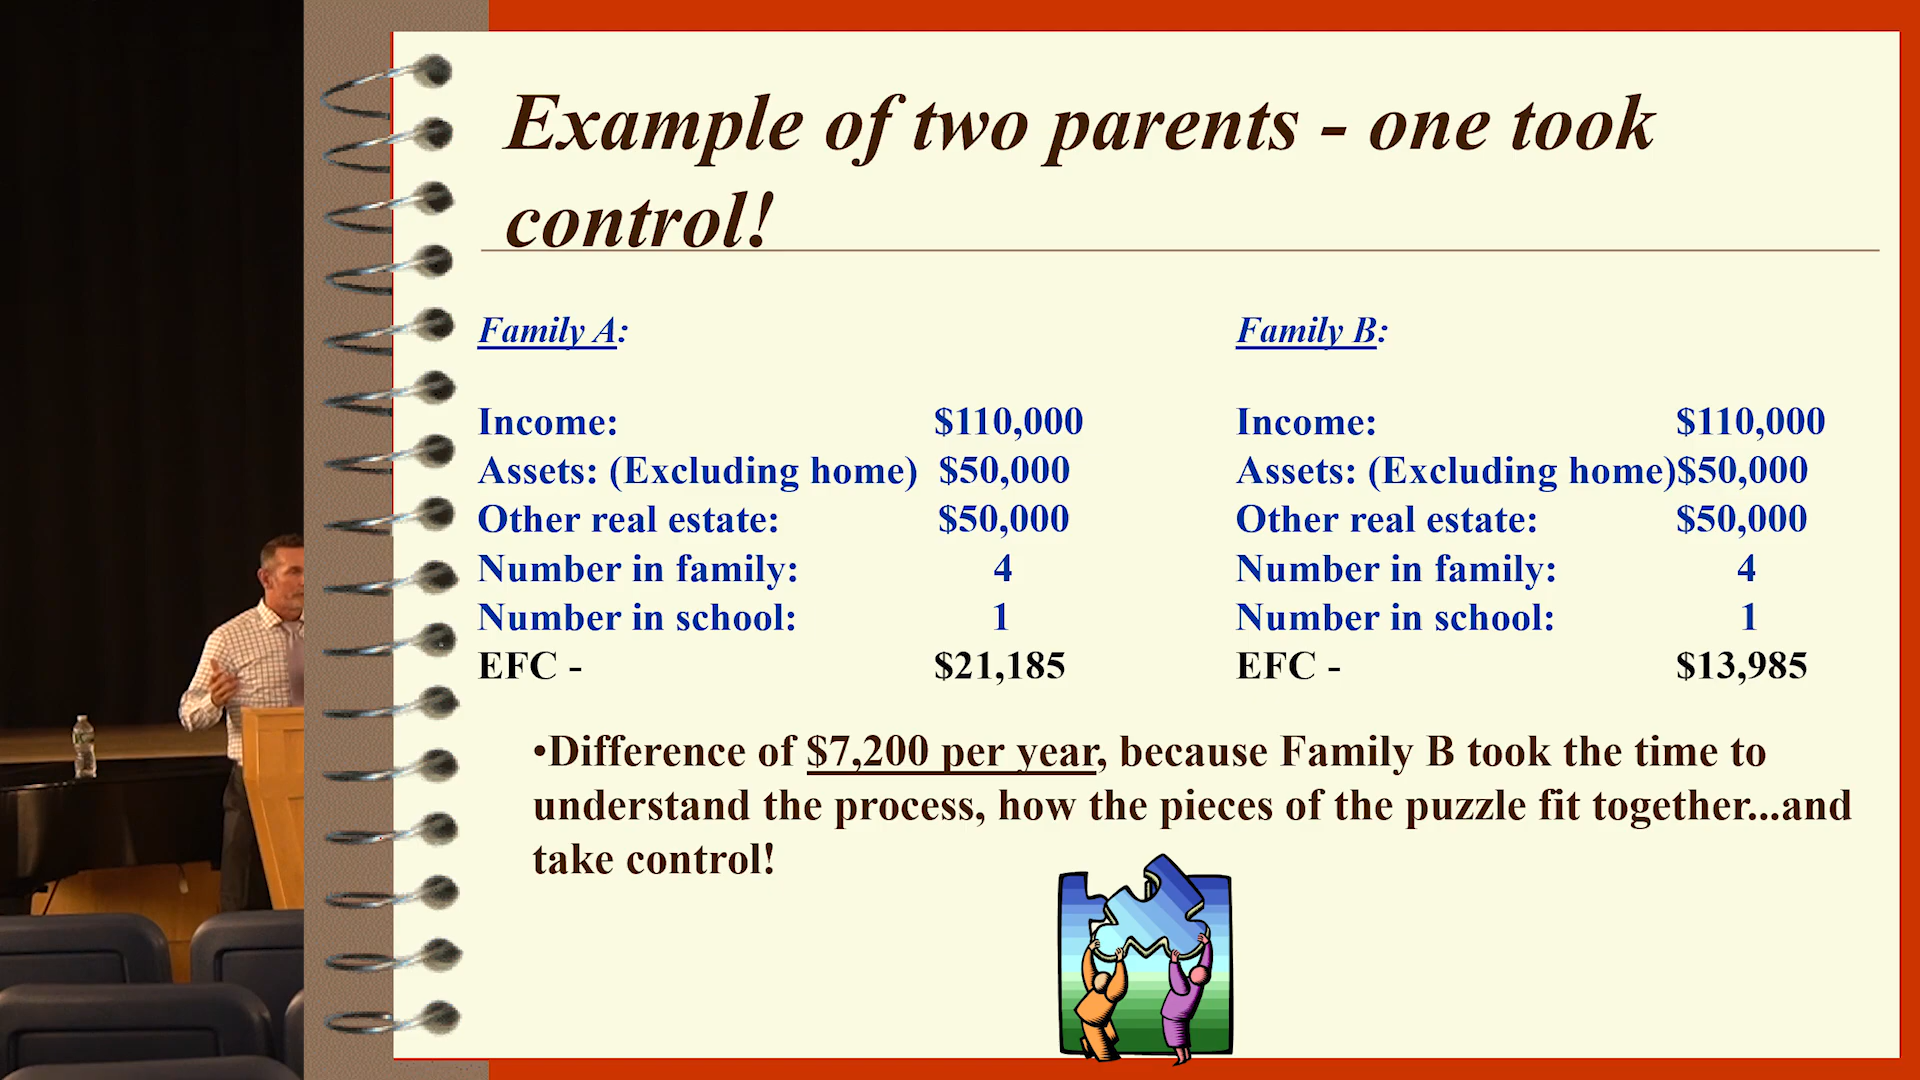 Example of two parents - one took
control!
Family A:
Income: $110,000
Assets: (Excluding home) $50,000
Other real estate: $50,000
Number in family: 4
Number in school: 1
EFC - $21,185
Family B:
Income: $110,000
Assets: (Excluding home)$50,000
Other real estate: $50,000
Number in family: 4
Number in school: 1
EFC - $13,985
•Difference of $7,200 per year, because Family B took the time to
understand the process, how the pieces of the puzzle fit together...and
take control!